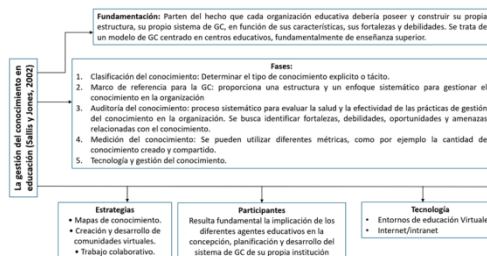 La gestión del conocimiento en
educación (Sallis y Jones, 2002)
Fundamentación: Parten del hecho que cada organización educativa debería poseer y construir su propia
estructura, su propio sistema de GC, en función de sus características, sus fortalezas y debilidades. Se trata de
un modelo de GC centrado en centros educativos, fundamentalmente de enseñanza superior.
Fases:
1. Clasificación del conocimiento: Determinar el tipo de conocimiento explicito o tácito.
2. Marco de referencia para la GC: proporciona una estructura y un enfoque sistemático para gestionar el
conocimiento en la organización
3. Auditoría del conocimiento: proceso sistemático para evaluar la salud y la efectividad de las prácticas de gestión
del conocimiento en la organización. Se busca identificar fortalezas, debilidades, oportunidades y amenazas
relacionadas con el conocimiento.
4. Medición del conocimiento: Se pueden utilizar diferentes métricas, como por ejemplo la cantidad de
conocimiento creado y compartido.
5. Tecnología y gestión del conocimiento.
Estrategias
• Mapas de conocimiento.
• Creación y desarrollo de
comunidades virtuales.
• Trabajo colaborativo.
Participantes
Resulta fundamental la implicación de los
diferentes agentes educativos en la
concepción, planificación y desarrollo del
sistema de GC de su propia institución
Tecnología
• Entornos de educación Virtuale
• Internet/intranet